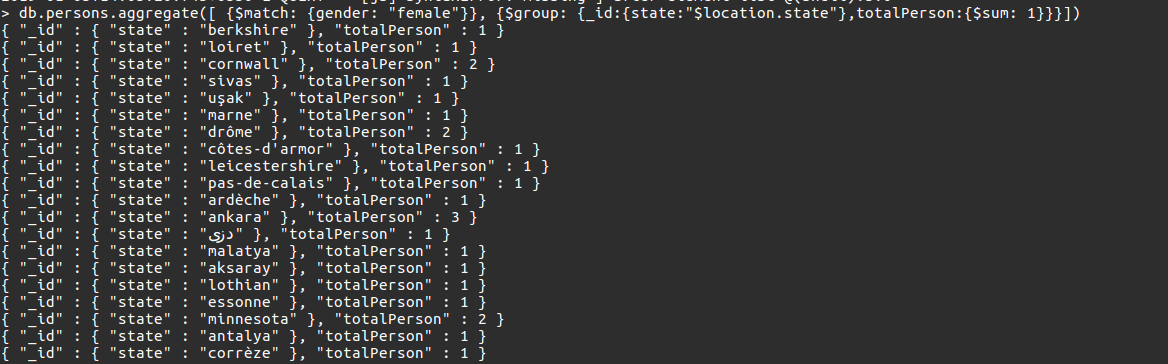 > db.persons.aggregate([ {$match: {gender: "female"}}, {$group: {_id:{state:"$location.state"},totalPerson:{$sum: 1}}}])
{ "_id" : { "state" : "berkshire" }, "totalPerson" : 1 }
{ "_id" : { "state" : "loiret" }, "totalPerson" : 1 }
{ "_id" : { "state" : "cornwall" }, "totalPerson" : 2 }
{ "_id" : { "state" : "sivas" }, "totalPerson" : 1 }
{ "_id" : { "state" : "uşak" }, "totalPerson" : 1 }
{ "_id" : { "state" : "marne" }, "totalPerson" : 1 }
{ "_id" : { "state" : "drôme" }, "totalPerson" : 2 }
{ "_id" : { "state" : "côtes-d'armor" }, "totalPerson" : 1 }
{ "_id" : { "state" : "leicestershire" }, "totalPerson" : 1 }
{ "_id" : { "state" : "pas-de-calais" }, "totalPerson" : 1 }
{ "_id" : { "state" : "ardèche" }, "totalPerson" : 1 }
{ "_id" : { "state" : "ankara" }, "totalPerson" : 3 }
{ "_id" : { "state" : "دزی" }, "totalPerson" : 1 }
{ "_id" : { "state" : "malatya" }, "totalPerson" : 1 }
{ "_id" : { "state" : "aksaray" }, "totalPerson" : 1 }
{ "_id" : { "state" : "lothian" }, "totalPerson" : 1 }
{ "_id" : { "state" : "essonne" }, "totalPerson" : 1 }
{ "_id" : { "state" : "minnesota" }, "totalPerson" : 2 }
{ "_id" : { "state" : "antalya" }, "totalPerson" : 1 }
{ "_id" : { "state" : "corrèze" }, "totalPerson" : 1 }